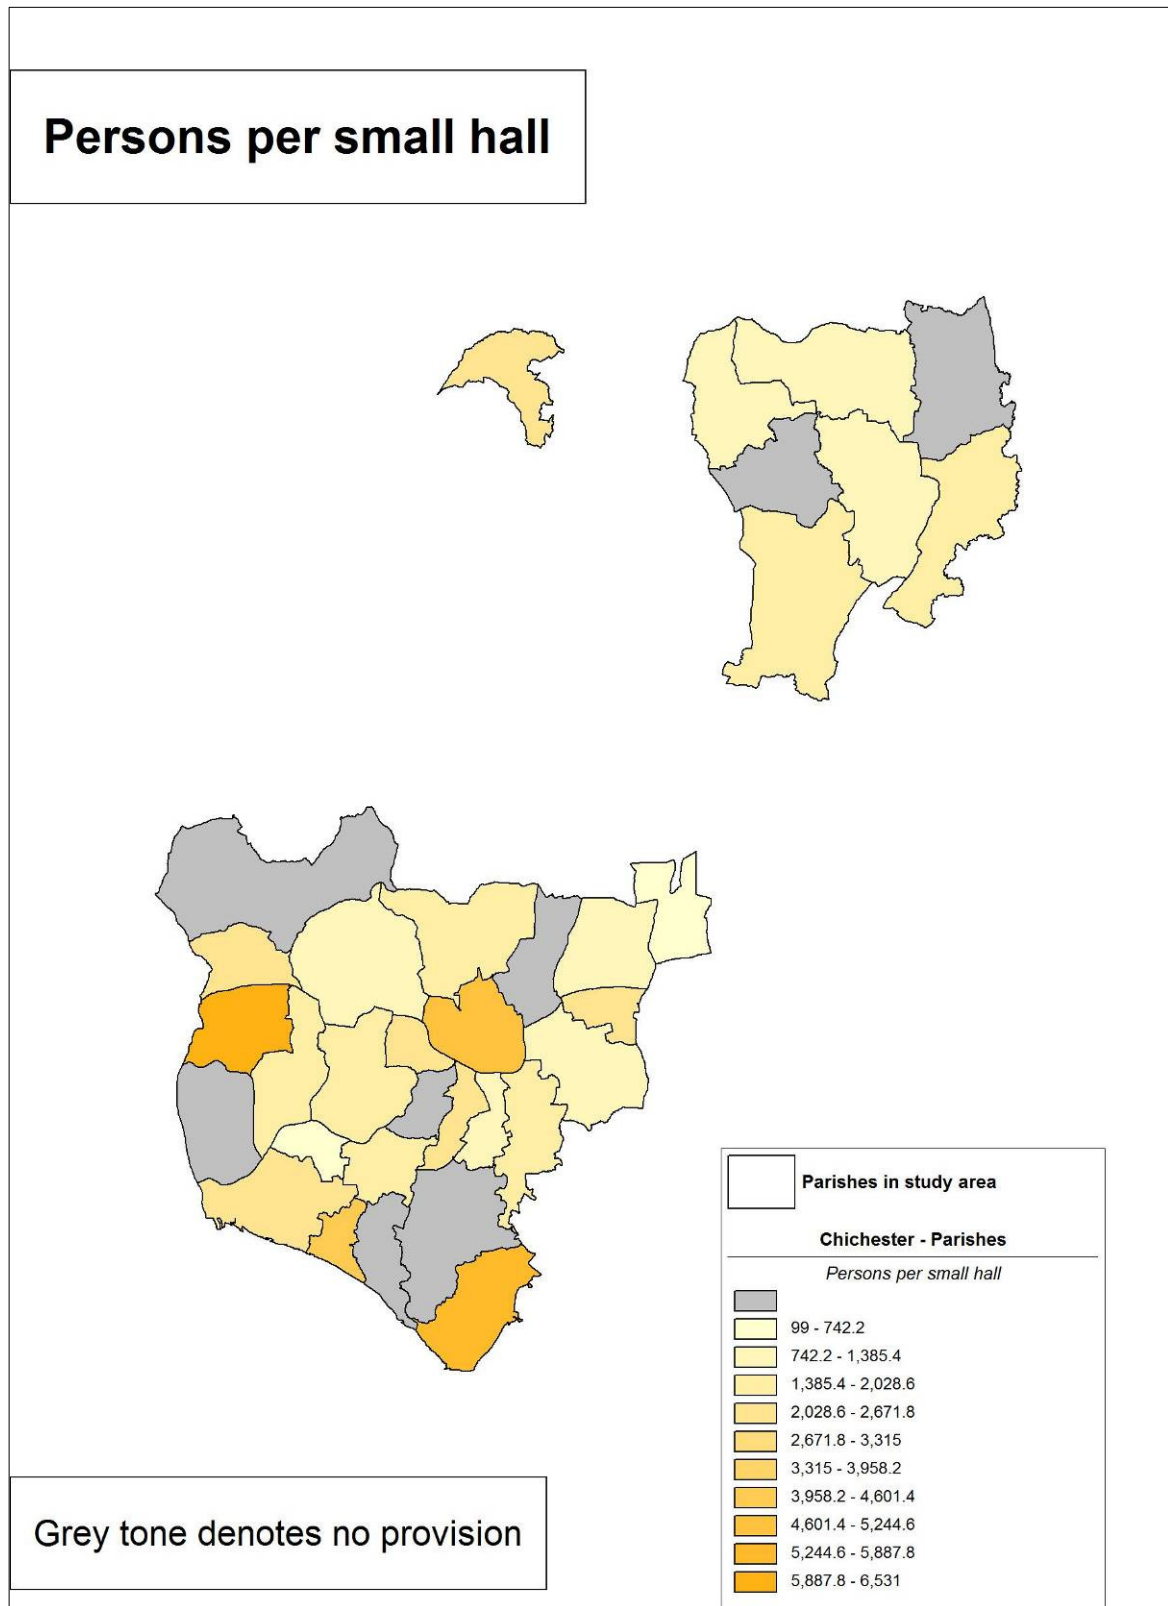 Persons per small hall
Parishes in study area
Chichester - Parishes
Persons per small hall
99 - 742.2
742.2 - 1,385.4
1,385.4 - 2,028.6
2,028.6 - 2,671.8
2,671.8 - 3,315
3,315 - 3,958.2
3,958.2 - 4,601.4
4,601.4 - 5,244.6
5,244.6 - 5,887.8
5,887.8 - 6,531
Grey tone denotes no provision